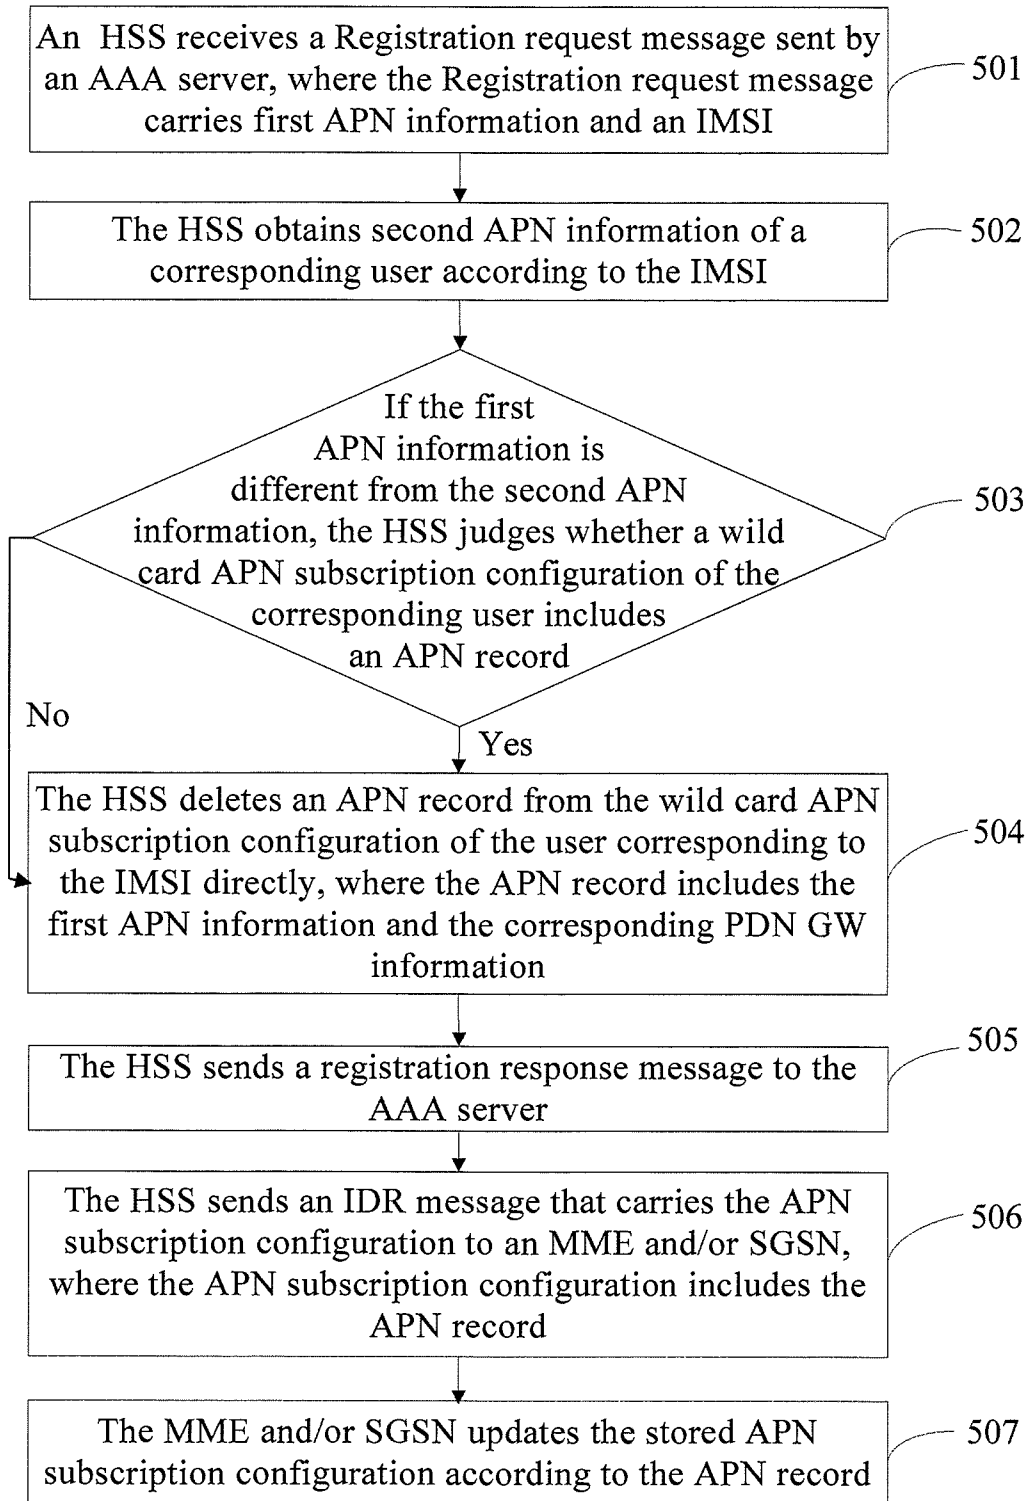 An HSS receives a Registration request message sent by
an AAA server, where the Registration request message
carries first APN information and an IMSI
501
The HSS obtains second APN information of a
corresponding user according to the IMSI
502
If the first
APN information is
different from the second APN
information, the HSS judges whether a wild
card APN subscription configuration of the
corresponding user includes
an APN record
503
No
Yes
The HSS deletes an APN record from the wild card APN
subscription configuration of the user corresponding to
the IMSI directly, where the APN record includes the
first APN information and the corresponding PDN GW
information
504
The HSS sends a registration response message to the
AAA server
505
The HSS sends an IDR message that carries the APN
subscription configuration to an MME and/or SGSN,
where the APN subscription configuration includes the
APN record
506
The MME and/or SGSN updates the stored APN
subscription configuration according to the APN record
507